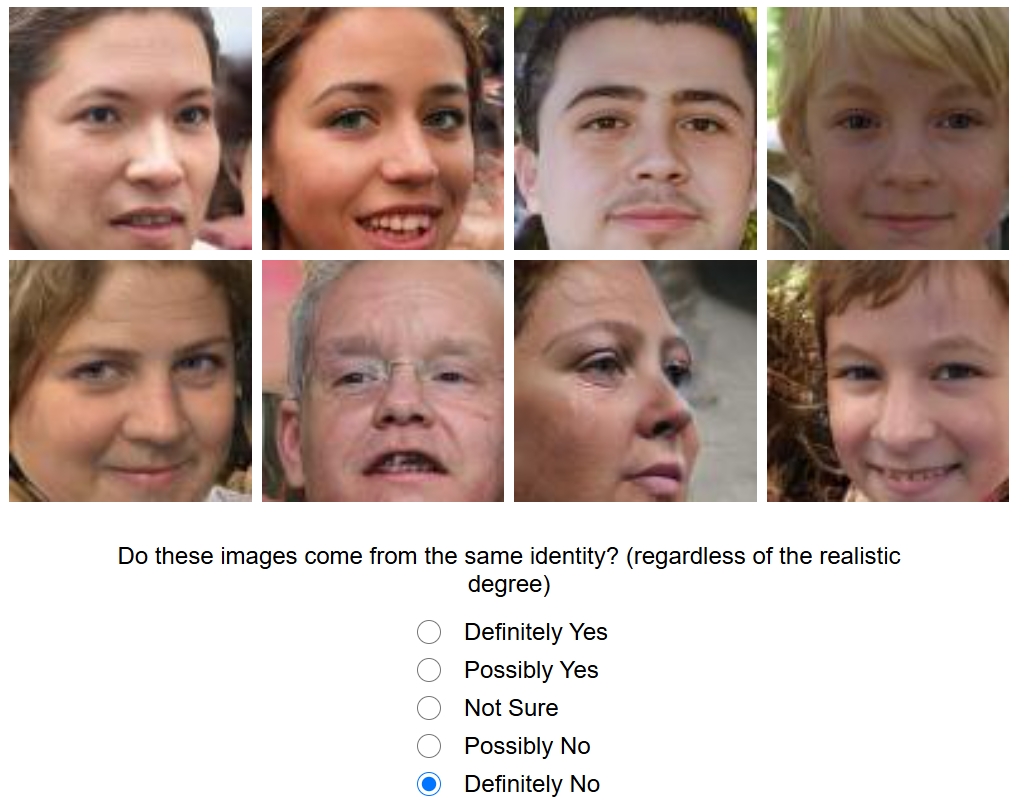 Do these images come from the same identity? (regardless of the realistic
degree)
Definitely Yes
Possibly Yes
Not Sure
Possibly No
Definitely No